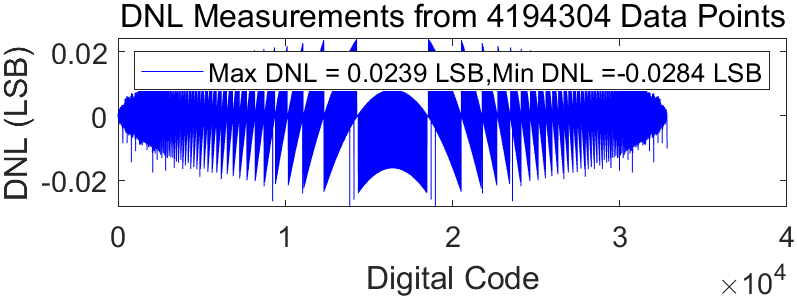 DNL Measurements from 4194304 Data Points
0.02
Max DNL = 0.0239 LSB,Min DNL =-0.0284 LSB
0
-0.02
DNL (LSB)
0 1 2 3 4
Digital Code
×10^4